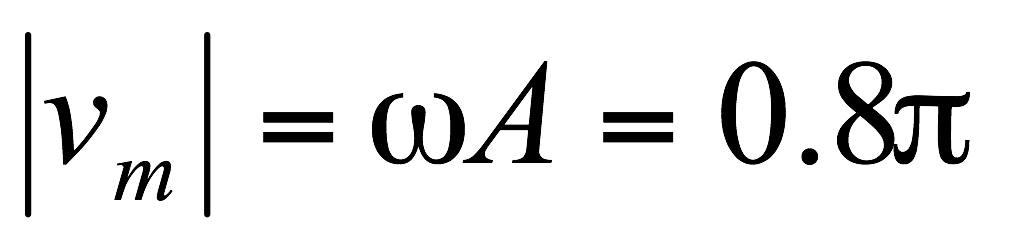 |v_m| = ωA = 0.8π